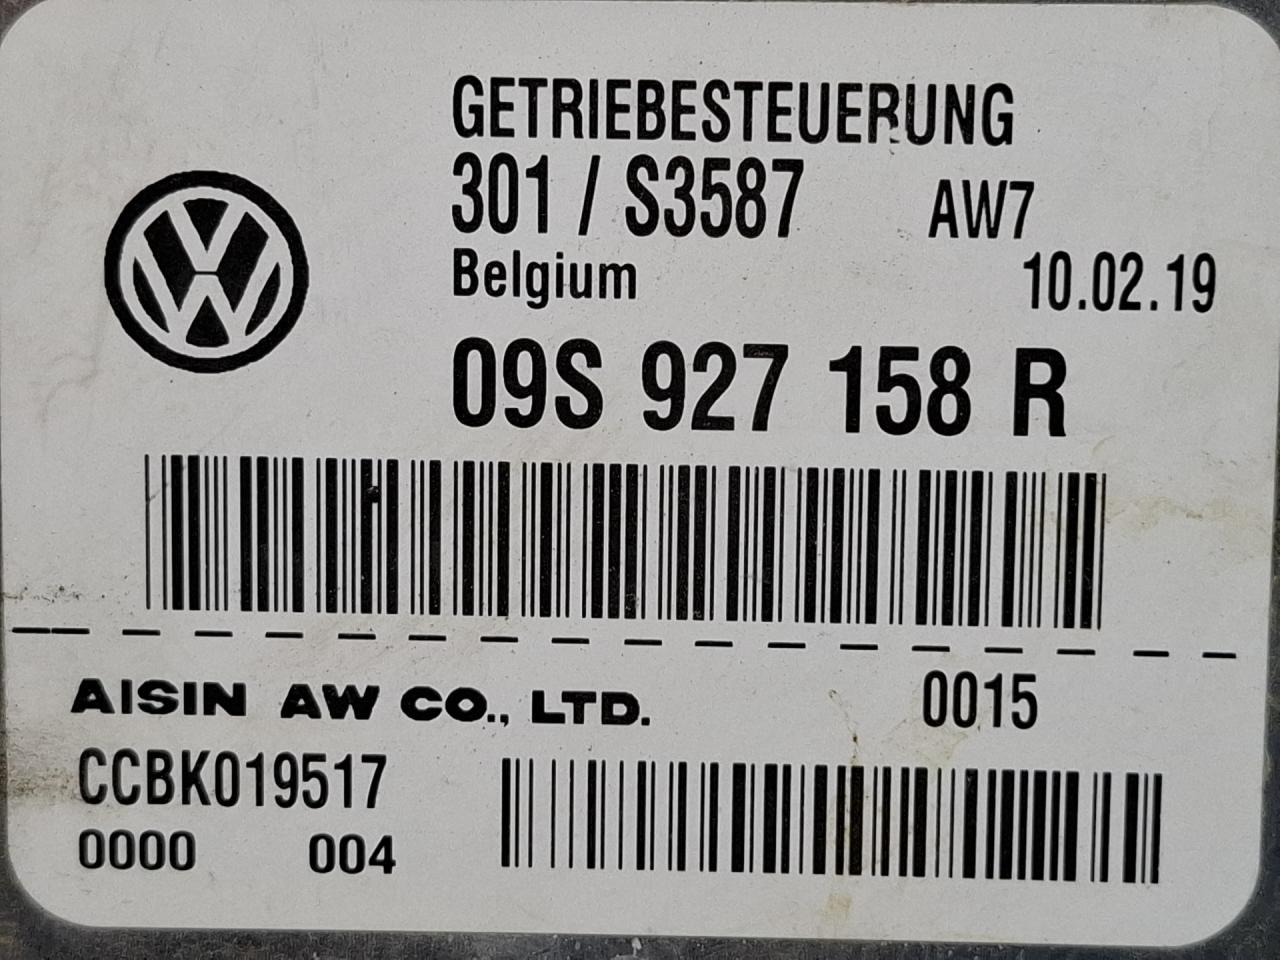 GETRIEBESTEUERUNG
301 / S3587 AW7
Belgium 10.02.19
09S 927 158 R
AISIN AW CO., LTD. 0015
CCBK019517
0000 004